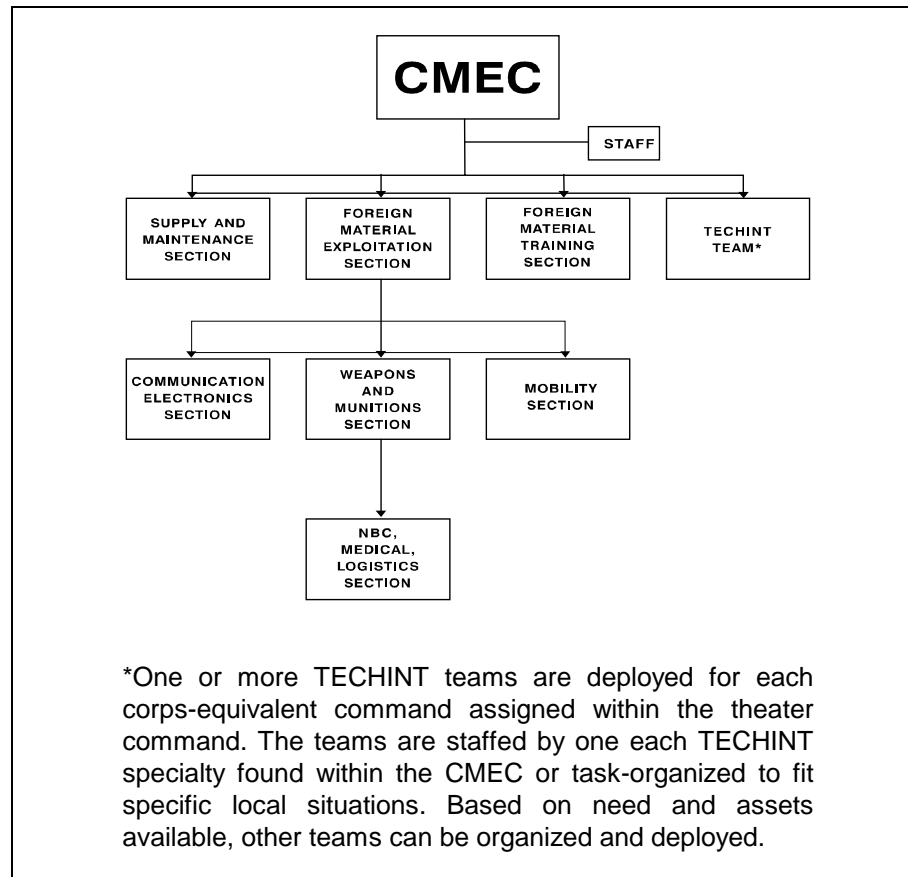 CMEC
STAFF
SUPPLY AND
MAINTENANCE
SECTION
FOREIGN
MATERIAL
EXPLOITATION
SECTION
FOREIGN
MATERIAL
TRAINING
SECTION
TECHINT
TEAM*
COMMUNICATION
ELECTRONICS
SECTION
WEAPONS
AND
MUNITIONS
SECTION
MOBILITY
SECTION
NBC,
MEDICAL,
LOGISTICS
SECTION
*One or more TECHINT teams are deployed for each
corps-equivalent command assigned within the theater
command. The teams are staffed by one each TECHINT
specialty found within the CMEC or task-organized to fit
specific local situations. Based on need and assets
available, other teams can be organized and deployed.